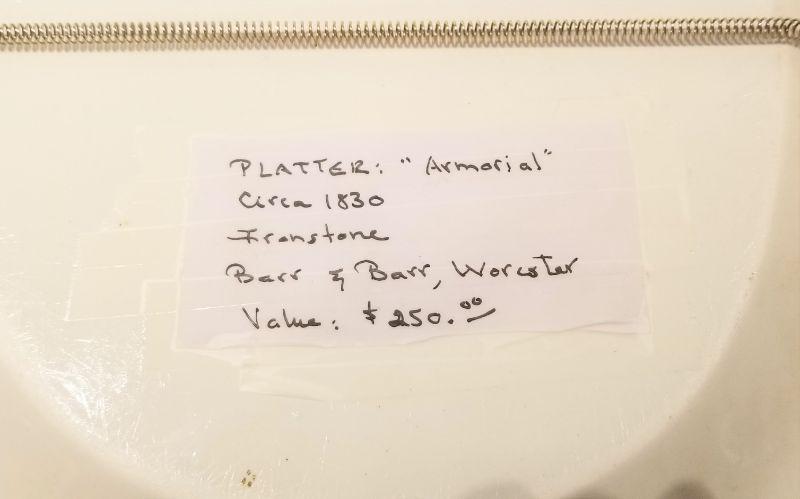 PLATTER: "Armorial"
Circa 1830
Ironstone
Barr & Barr, Worcster
Value: $250.00